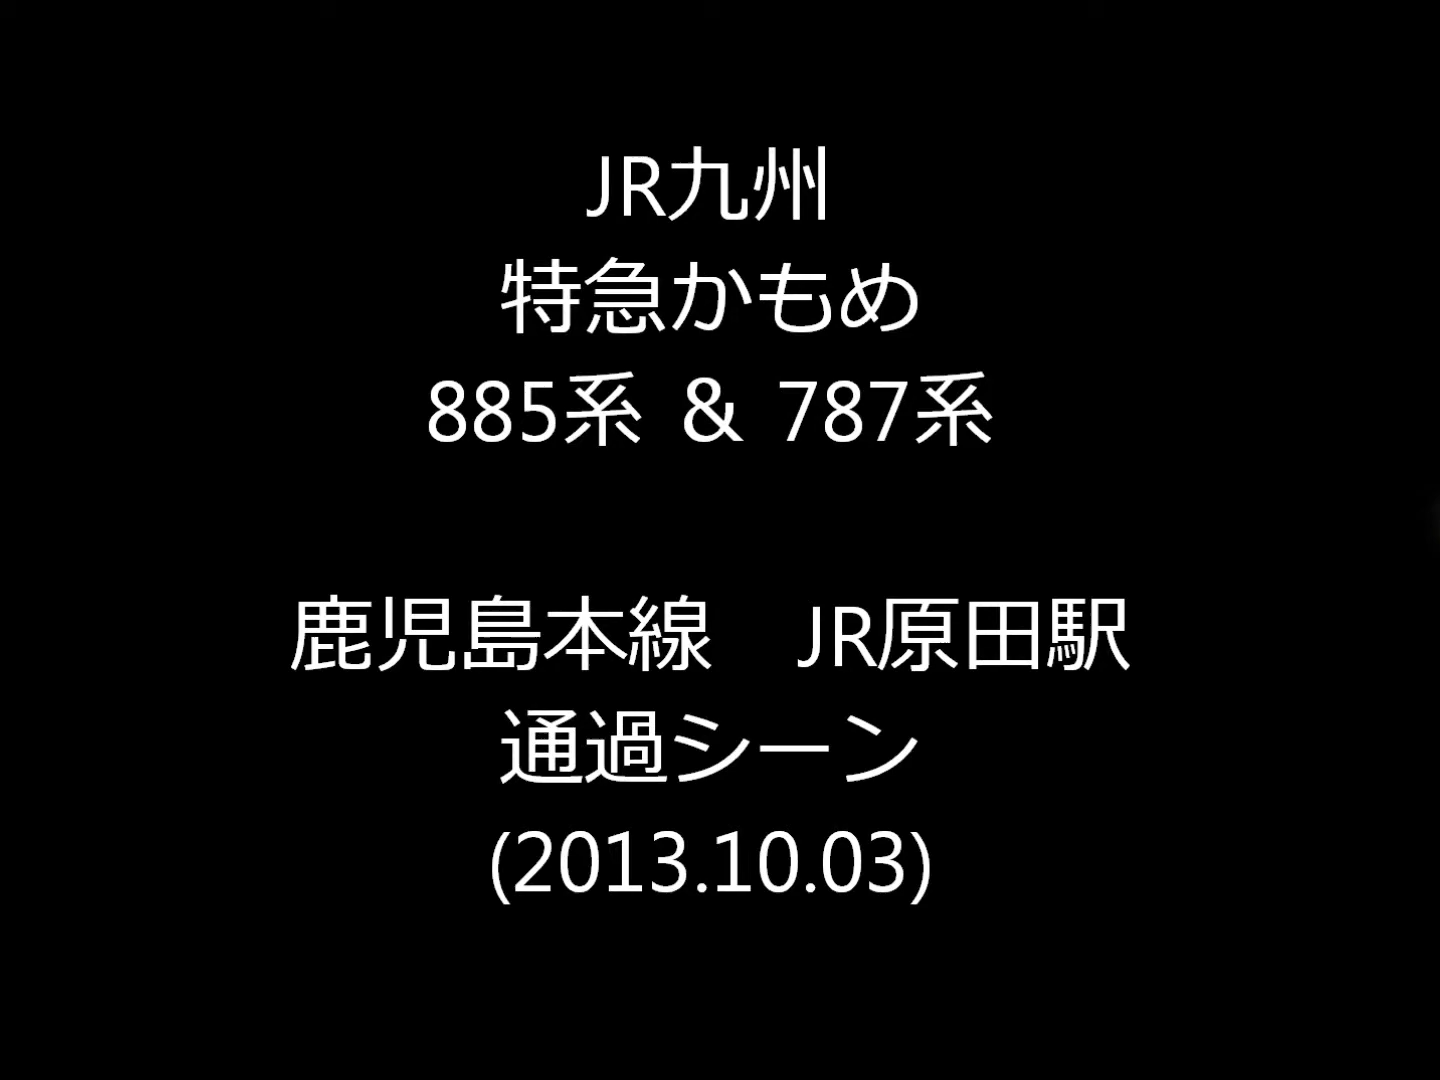 JR九州
特急かもめ
885系 & 787系
鹿児島本線　JR原田駅
通過シーン
(2013.10.03)